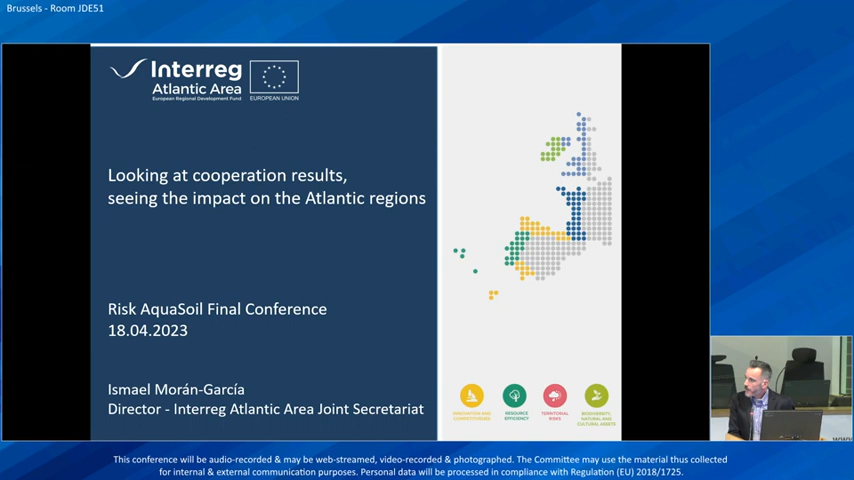 Brussels - Room JDE51
Interreg
Atlantic Area
European Regional Development Fund
EUROPEAN UNION
Looking at cooperation results,
seeing the impact on the Atlantic regions
Risk AquaSoil Final Conference
18.04.2023
Ismael Morán-García
Director - Interreg Atlantic Area Joint Secretariat
INNOVATION AND
COMPETITIVENESS
RESOURCE
EFFICIENCY
TERRITORIAL
RISKS
BIODIVERSITY,
NATURAL AND
CULTURAL ASSETS
This conference will be audio-recorded & may be web-streamed, video-recorded & photographed. The Committee may use the material thus collected
for internal & external communication purposes. Personal data will be processed in compliance with Regulation (EU) 2018/1725.